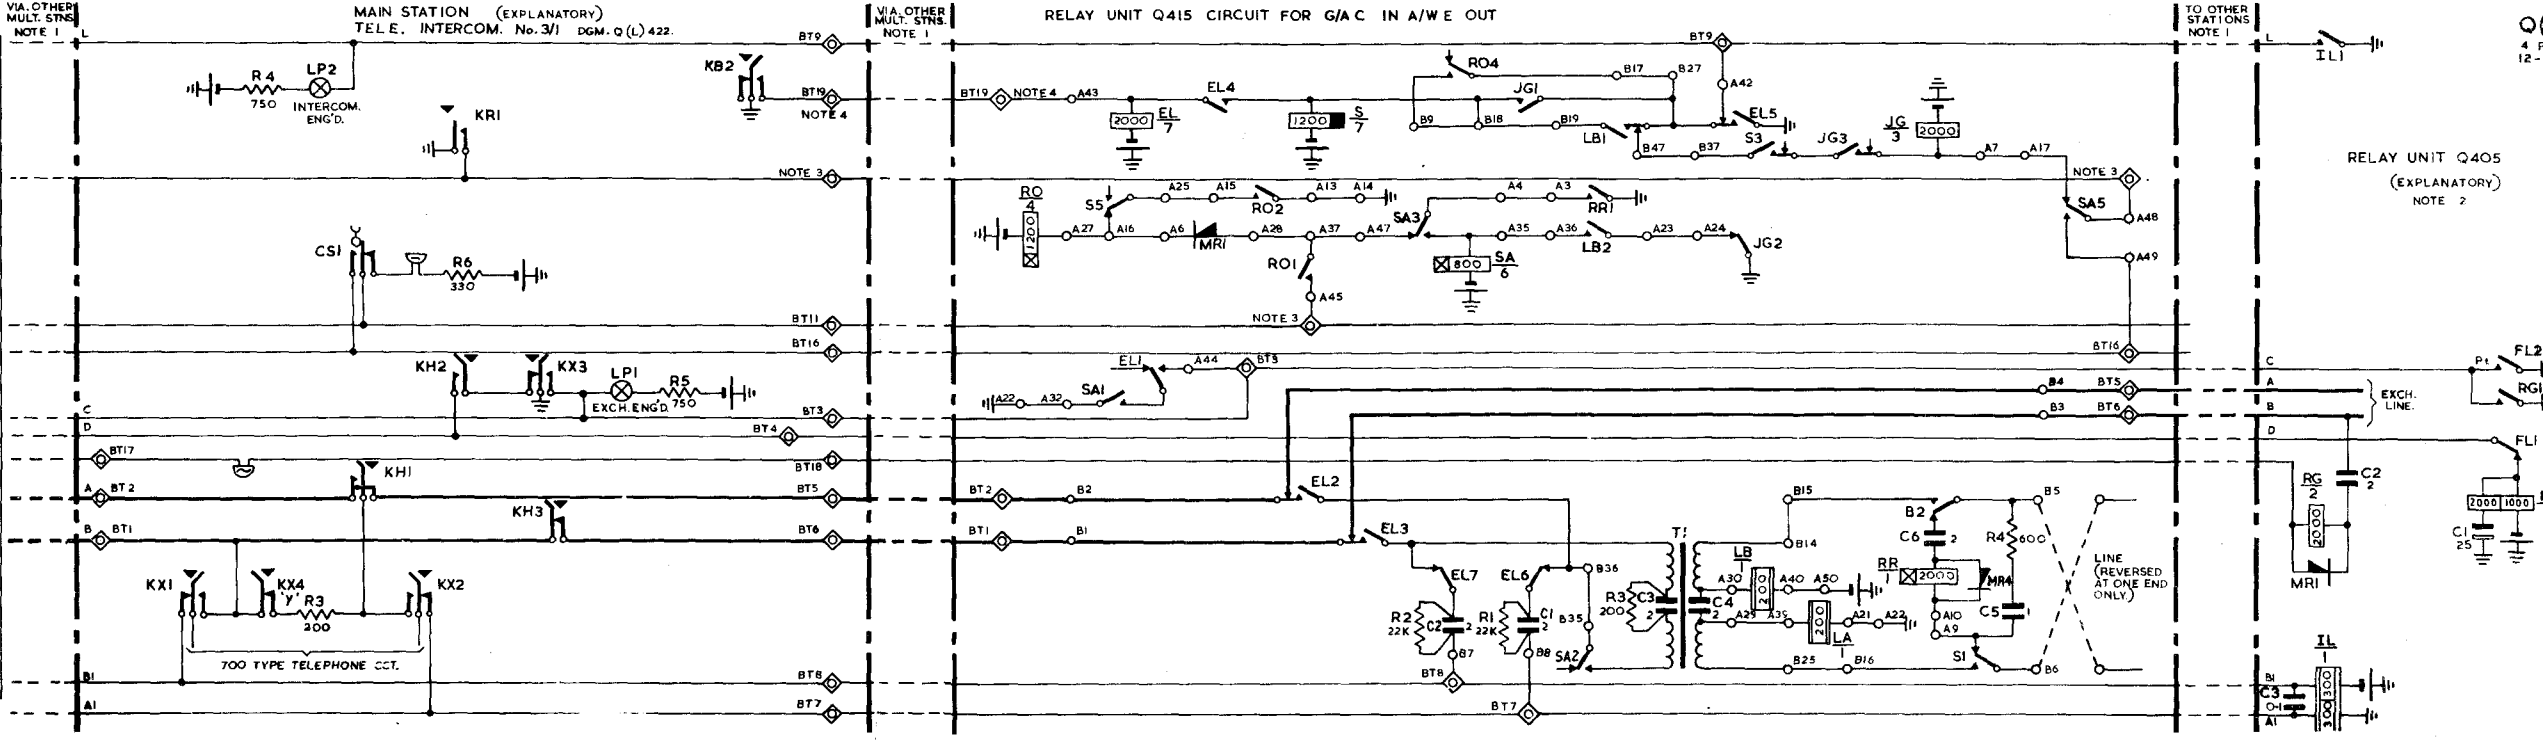 VIA. OTHER
MULT. STNS
NOTE 1
MAIN STATION (EXPLANATORY)
TELE. INTERCOM. No. 3/1 DGM. Q(L) 422.
VIA. OTHER
MULT. STNS.
NOTE 1
RELAY UNIT Q415 CIRCUIT FOR G/AC IN A/WE OUT
TO OTHER
STATIONS
NOTE 1
L
BT9
BT9
L
IL1
R4
750
LP2
INTERCOM.
ENG'D.
KB2
BT19
NOTE 4
BT19
NOTE 4
A43
EL4
2000
EL
7
1200
S
7
RO4
B17
B27
JG1
B9
B18
B19
LB1
A42
EL5
B47
B37
S3
JG3
JG
3
2000
A7
A17
KR1
NOTE 3
NOTE 3
RELAY UNIT Q405
(EXPLANATORY)
NOTE 2
RO
4
1200
S5
A25
A15
RO2
A13
A14
A4
A3
RR1
SA3
SA5
A48
A27
A16
A6
MR1
A28
A37
A47
A35
A36
LB2
A23
A24
JG2
CS1
R6
330
RO1
A45
800
SA
6
A49
BT11
NOTE 3
BT16
BT16
KH2
KX3
LP1
R5
750
EXCH. ENG'D.
EL1
A44
BT3
SA1
A22
A32
C
BT3
D
BT4
B4
BT5
B3
BT6
C
A
B
D
EXCH.
LINE.
P1
FL2
RG1
FL1
BT17
BT18
KH1
A
BT2
BT5
BT2
B2
EL2
KH3
B
BT1
BT6
BT1
B1
EL3
B15
B2
B5
RG
2
2000
C2
2
2000
1000
C1
25
MR1
KX1
KX4
'Y'
R3
200
KX2
EL7
EL6
B36
T1
B14
LB
C6
2
R4
600
RR
1
2000
MR4
LINE
(REVERSED
AT ONE END
ONLY.)
R2
22K
C2
2
R1
22K
C1
2
B35
R3
200
C3
2
C4
2
A30
200
A40
A50
A29
A39
200
A21
A22
LA
1
C5
1
A10
A9
700 TYPE TELEPHONE CCT.
B7
B8
SA2
B25
B16
S1
B6
IL
1
B1
BT8
BT8
B1
C3
0·1
300
300
A1
BT7
BT7
A1